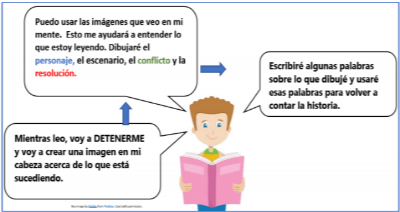 Puedo usar las imágenes que veo en mi
mente. Esto me ayudará a entender lo
que estoy leyendo. Dibujaré el
personaje, el escenario, el conflicto y la
resolución.
Escribiré algunas palabras
sobre lo que dibujé y usaré
esas palabras para volver a
contar la historia.
Mientras leo, voy a DETENERME
y voy a crear una imagen en mi
cabeza acerca de lo que está
sucediendo.